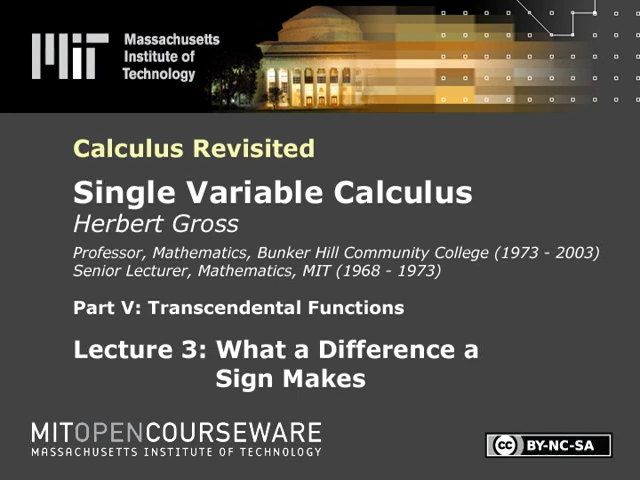 Massachusetts
Institute of
Technology
Calculus Revisited
Single Variable Calculus
Herbert Gross
Professor, Mathematics, Bunker Hill Community College (1973 - 2003)
Senior Lecturer, Mathematics, MIT (1968 - 1973)
Part V: Transcendental Functions
Lecture 3: What a Difference a
Sign Makes
MITOPENCOURSEWARE
MASSACHUSETTS INSTITUTE OF TECHNOLOGY
cc BY-NC-SA